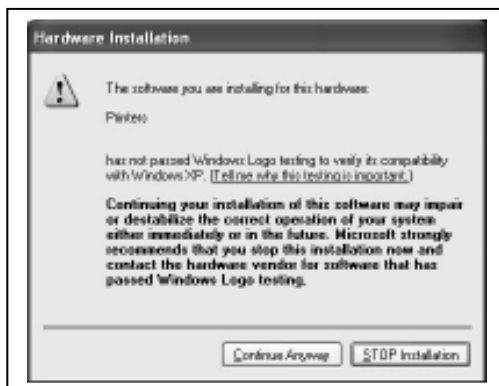 Hardware Installation
The software you are installing for this hardware:
Printers
has not passed Windows Logo testing to verify its compatibility
with Windows XP. (Tell me why this testing is important.)
Continuing your installation of this software may impair
or destabilize the correct operation of your system
either immediately or in the future. Microsoft strongly
recommends that you stop this installation now and
contact the hardware vendor for software that has
passed Windows Logo testing.
Continue Anyway
STOP Installation